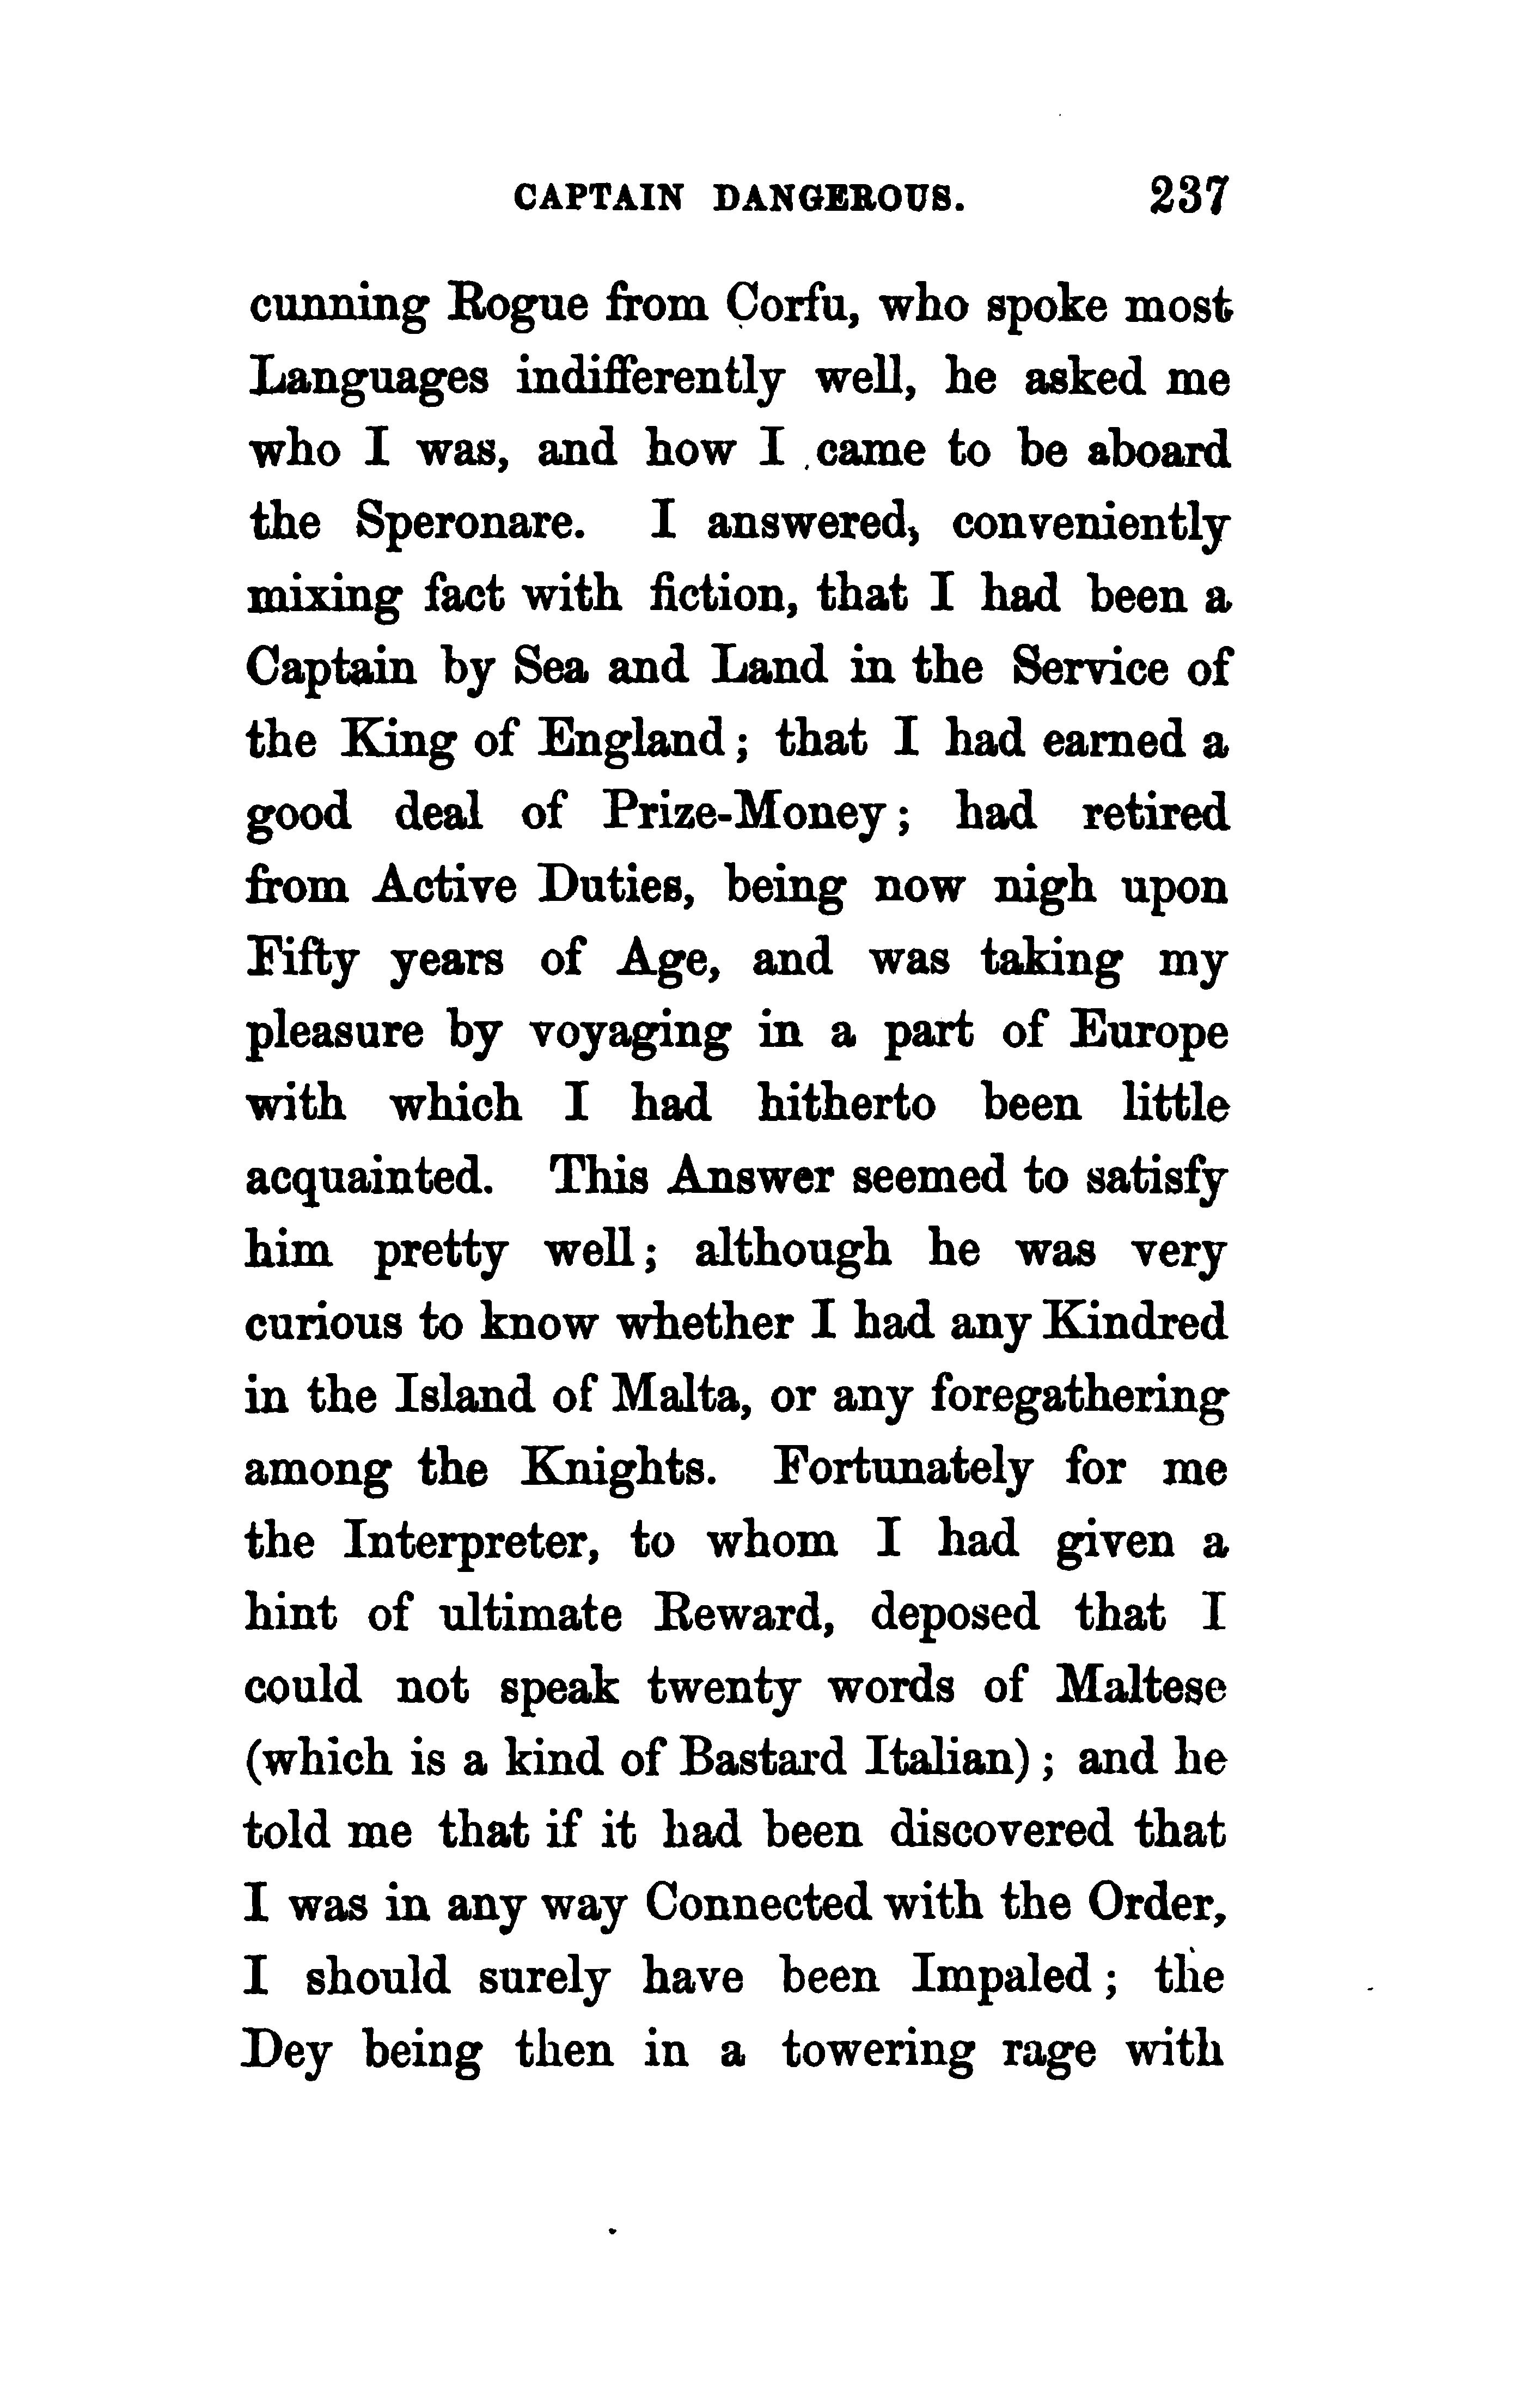 CAPTAIN DANGEROUS. 237
cunning Rogue from Corfu, who spoke most
Languages indifferently well, he asked me
who I was, and how I came to be aboard
the Speronare. I answered, conveniently
mixing fact with fiction, that I had been a
Captain by Sea and Land in the Service of
the King of England; that I had earned a
good deal of Prize-Money; had retired
from Active Duties, being now nigh upon
Fifty years of Age, and was taking my
pleasure by voyaging in a part of Europe
with which I had hitherto been little
acquainted. This Answer seemed to satisfy
him pretty well; although he was very
curious to know whether I had any Kindred
in the Island of Malta, or any foregathering
among the Knights. Fortunately for me
the Interpreter, to whom I had given a
hint of ultimate Reward, deposed that I
could not speak twenty words of Maltese
(which is a kind of Bastard Italian); and he
told me that if it had been discovered that
I was in any way Connected with the Order,
I should surely have been Impaled; the
Dey being then in a towering rage with